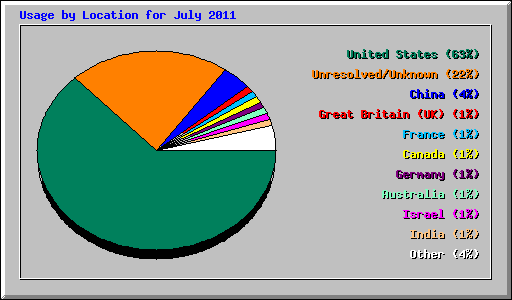 Usage by Location for July 2011
United States (63%)
Unresolved/Unknown (22%)
China (4%)
Great Britain (UK) (1%)
France (1%)
Canada (1%)
Germany (1%)
Australia (1%)
Israel (1%)
India (1%)
Other (4%)